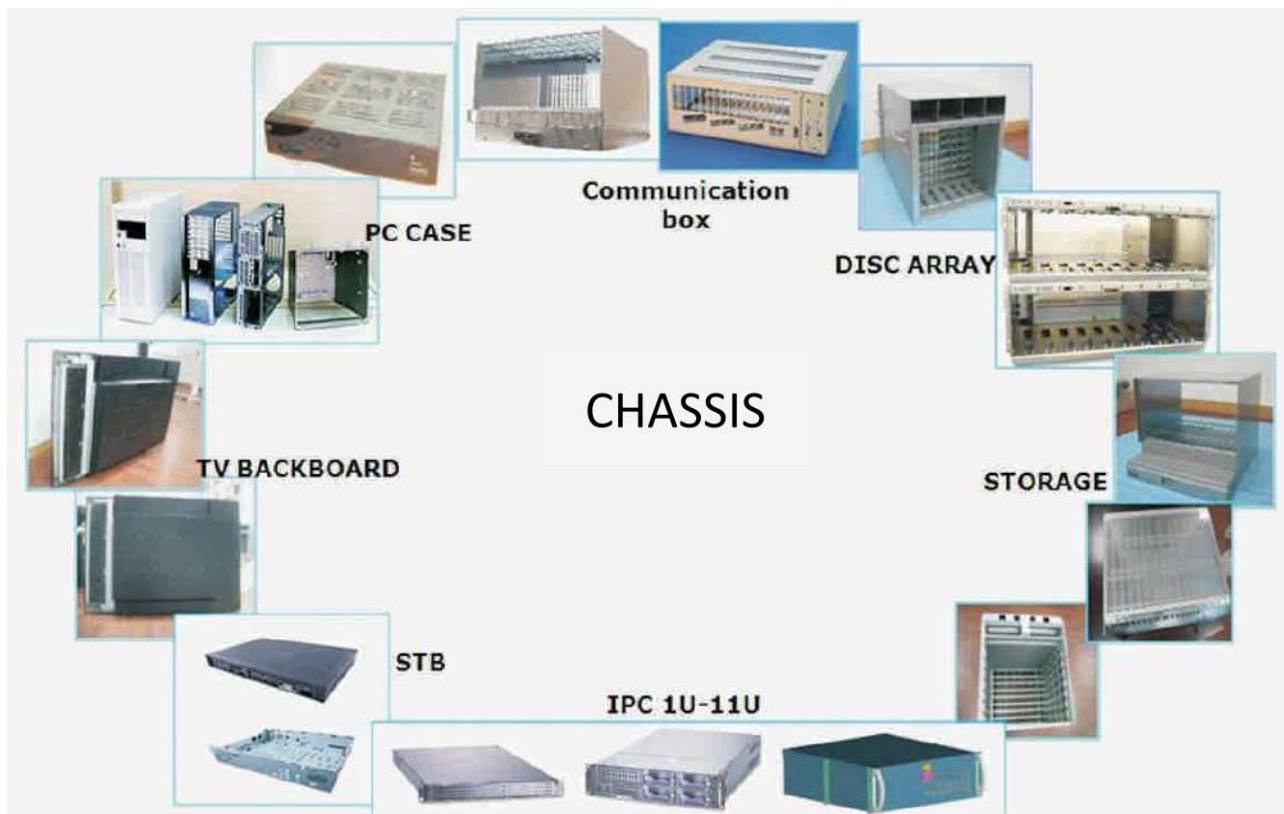 Communication
box
PC CASE
DISC ARRAY
CHASSIS
TV BACKBOARD
STORAGE
STB
IPC 1U-11U